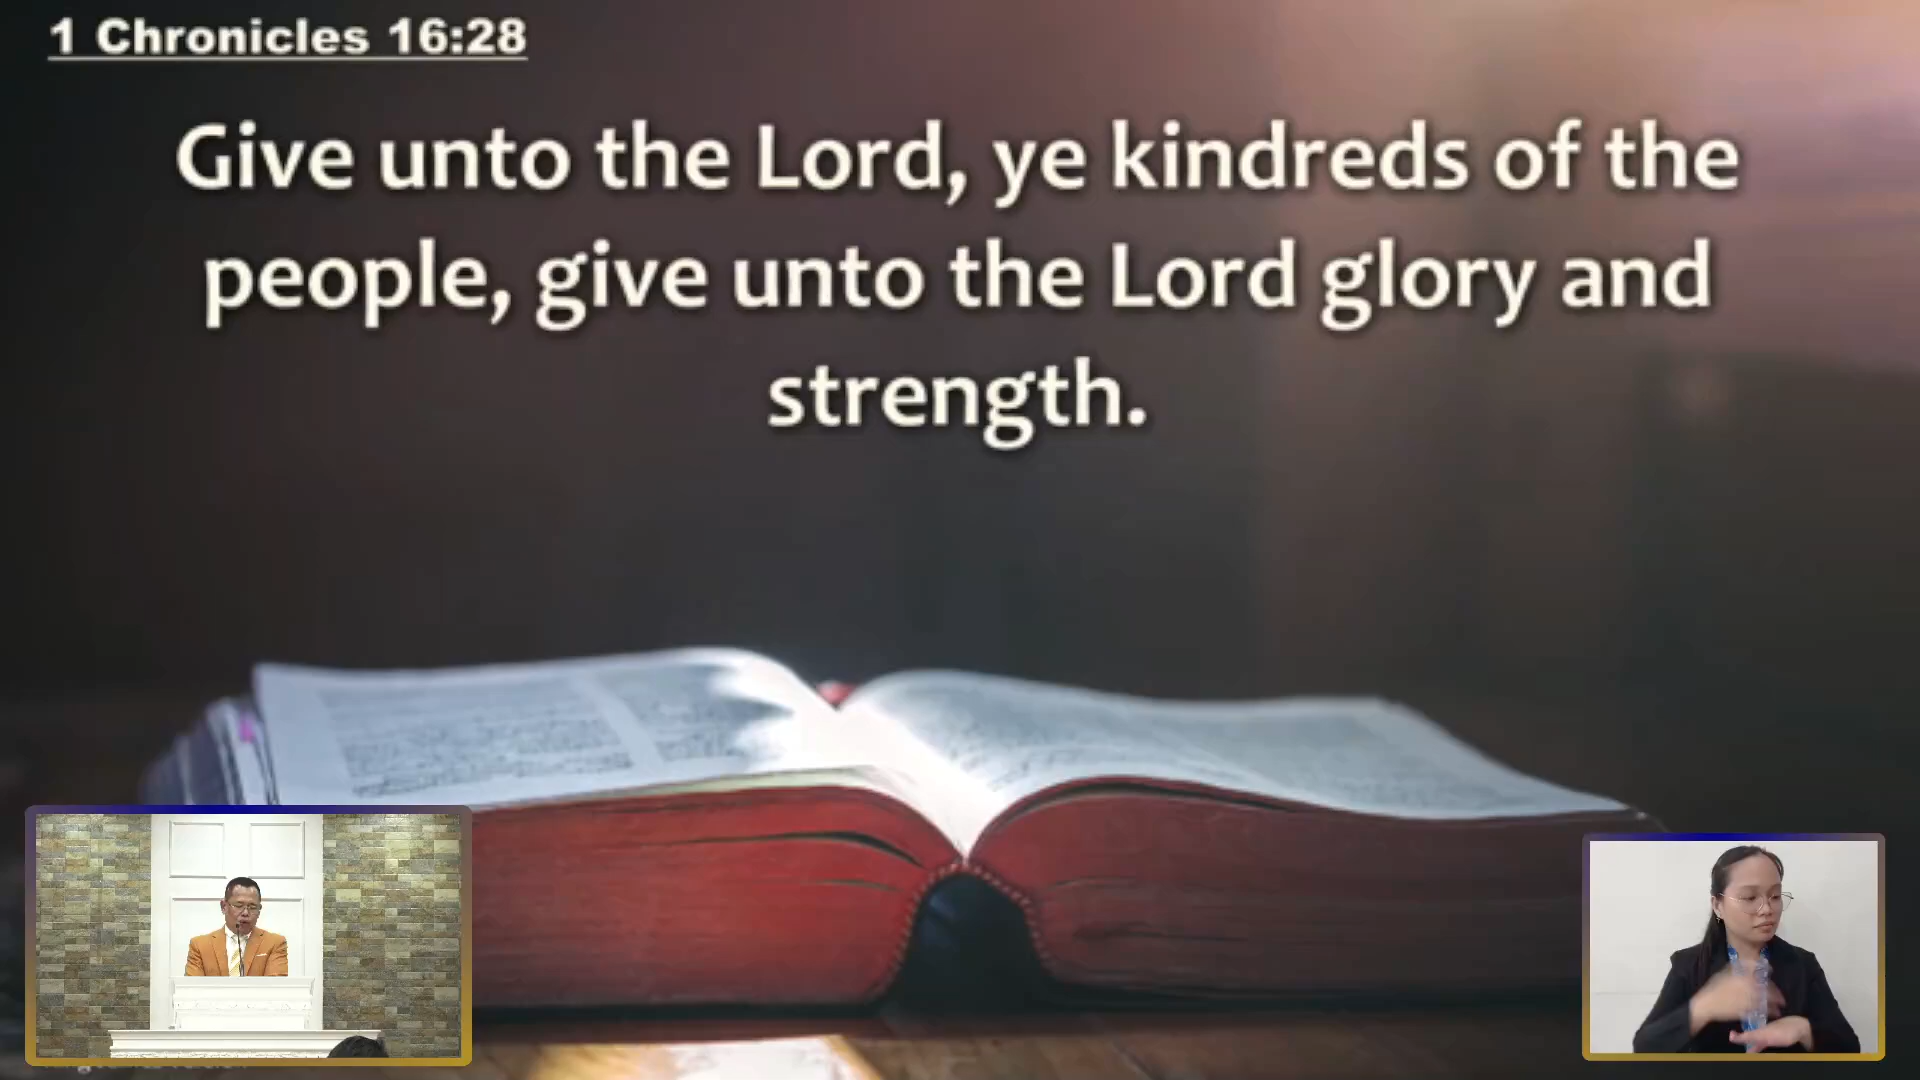 1 Chronicles 16:28
Give unto the Lord, ye kindreds of the
people, give unto the Lord glory and
strength.